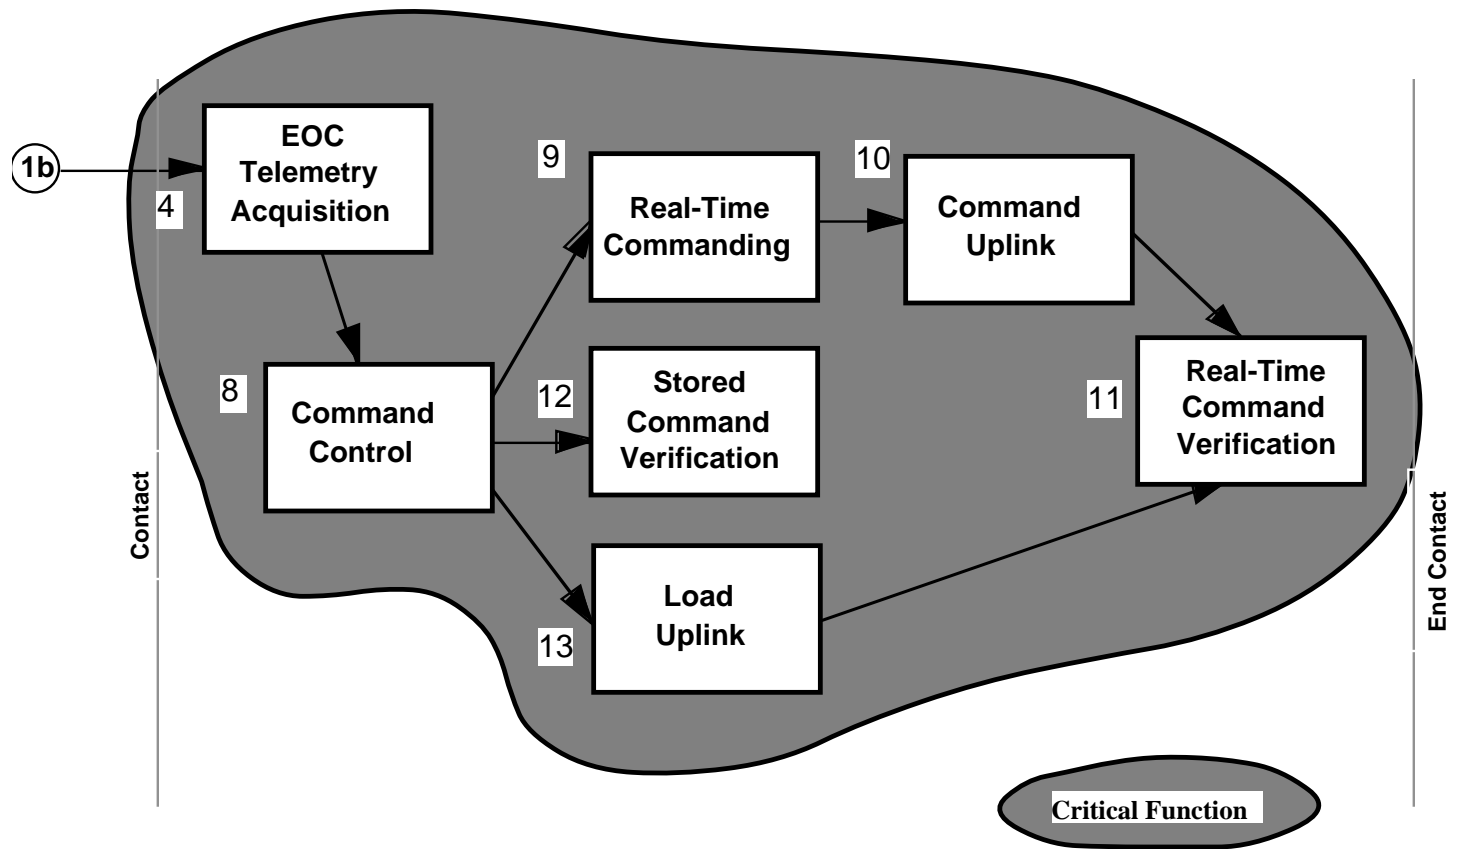 1b
4
EOC
Telemetry
Acquisition
8
Command
Control
9
Real-Time
Commanding
10
Command
Uplink
12
Stored
Command
Verification
11
Real-Time
Command
Verification
13
Load
Uplink
Contact
End Contact
Critical Function